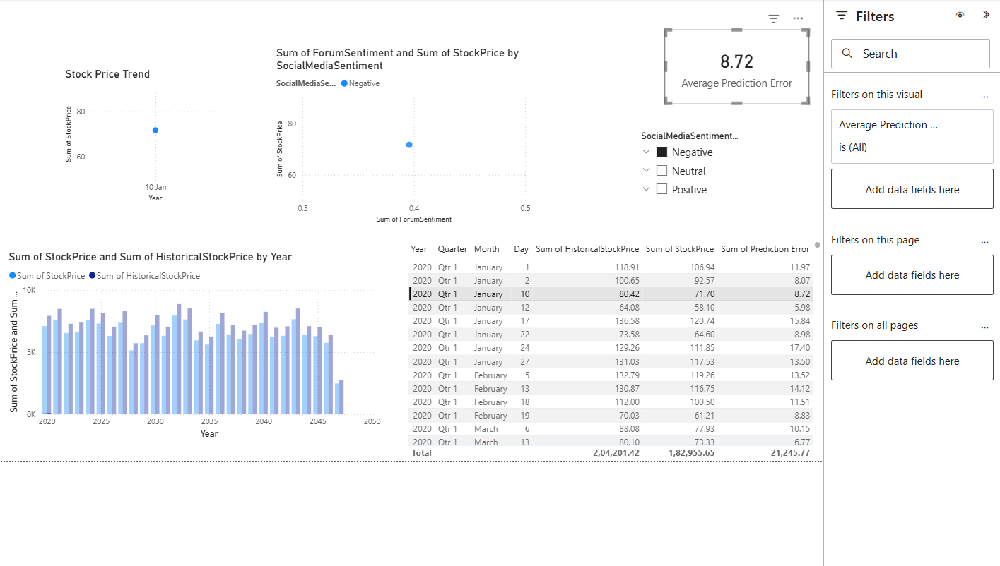 Filters
Search
Filters on this visual
...
Average Prediction ...
is (All)
Add data fields here
Filters on this page
...
Add data fields here
Filters on all pages
...
Add data fields here
8.72
Average Prediction Error
Stock Price Trend
Sum of StockPrice
80
60
10 Jan
Year
Sum of ForumSentiment and Sum of StockPrice by
SocialMediaSentiment
SocialMediaSe... Negative
Sum of StockPrice
80
60
0.3 0.4 0.5
Sum of ForumSentiment
SocialMediaSentiment...
Negative
Neutral
Positive
Sum of StockPrice and Sum of HistoricalStockPrice by Year
Sum of StockPrice Sum of HistoricalStockPrice
Sum of StockPrice and Sum ...
10K
5K
0K
2020 2025 2030 2035 2040 2045 2050
Year
Year Quarter Month Day Sum of HistoricalStockPrice Sum of StockPrice Sum of Prediction Error
2020 Qtr 1 January 1 118.91 106.94 11.97
2020 Qtr 1 January 2 100.65 92.57 8.07
2020 Qtr 1 January 10 80.42 71.70 8.72
2020 Qtr 1 January 12 64.08 58.10 5.98
2020 Qtr 1 January 17 136.58 120.74 15.84
2020 Qtr 1 January 22 73.58 64.60 8.98
2020 Qtr 1 January 24 129.26 111.85 17.40
2020 Qtr 1 January 27 131.03 117.53 13.50
2020 Qtr 1 February 5 132.79 119.26 13.52
2020 Qtr 1 February 13 130.87 116.75 14.12
2020 Qtr 1 February 18 112.00 100.50 11.51
2020 Qtr 1 February 19 70.03 61.21 8.83
2020 Qtr 1 March 6 88.08 77.93 10.15
2020 Qtr 1 March 13 80.10 73.33 6.77
Total 2,04,201.42 1,82,955.65 21,245.77